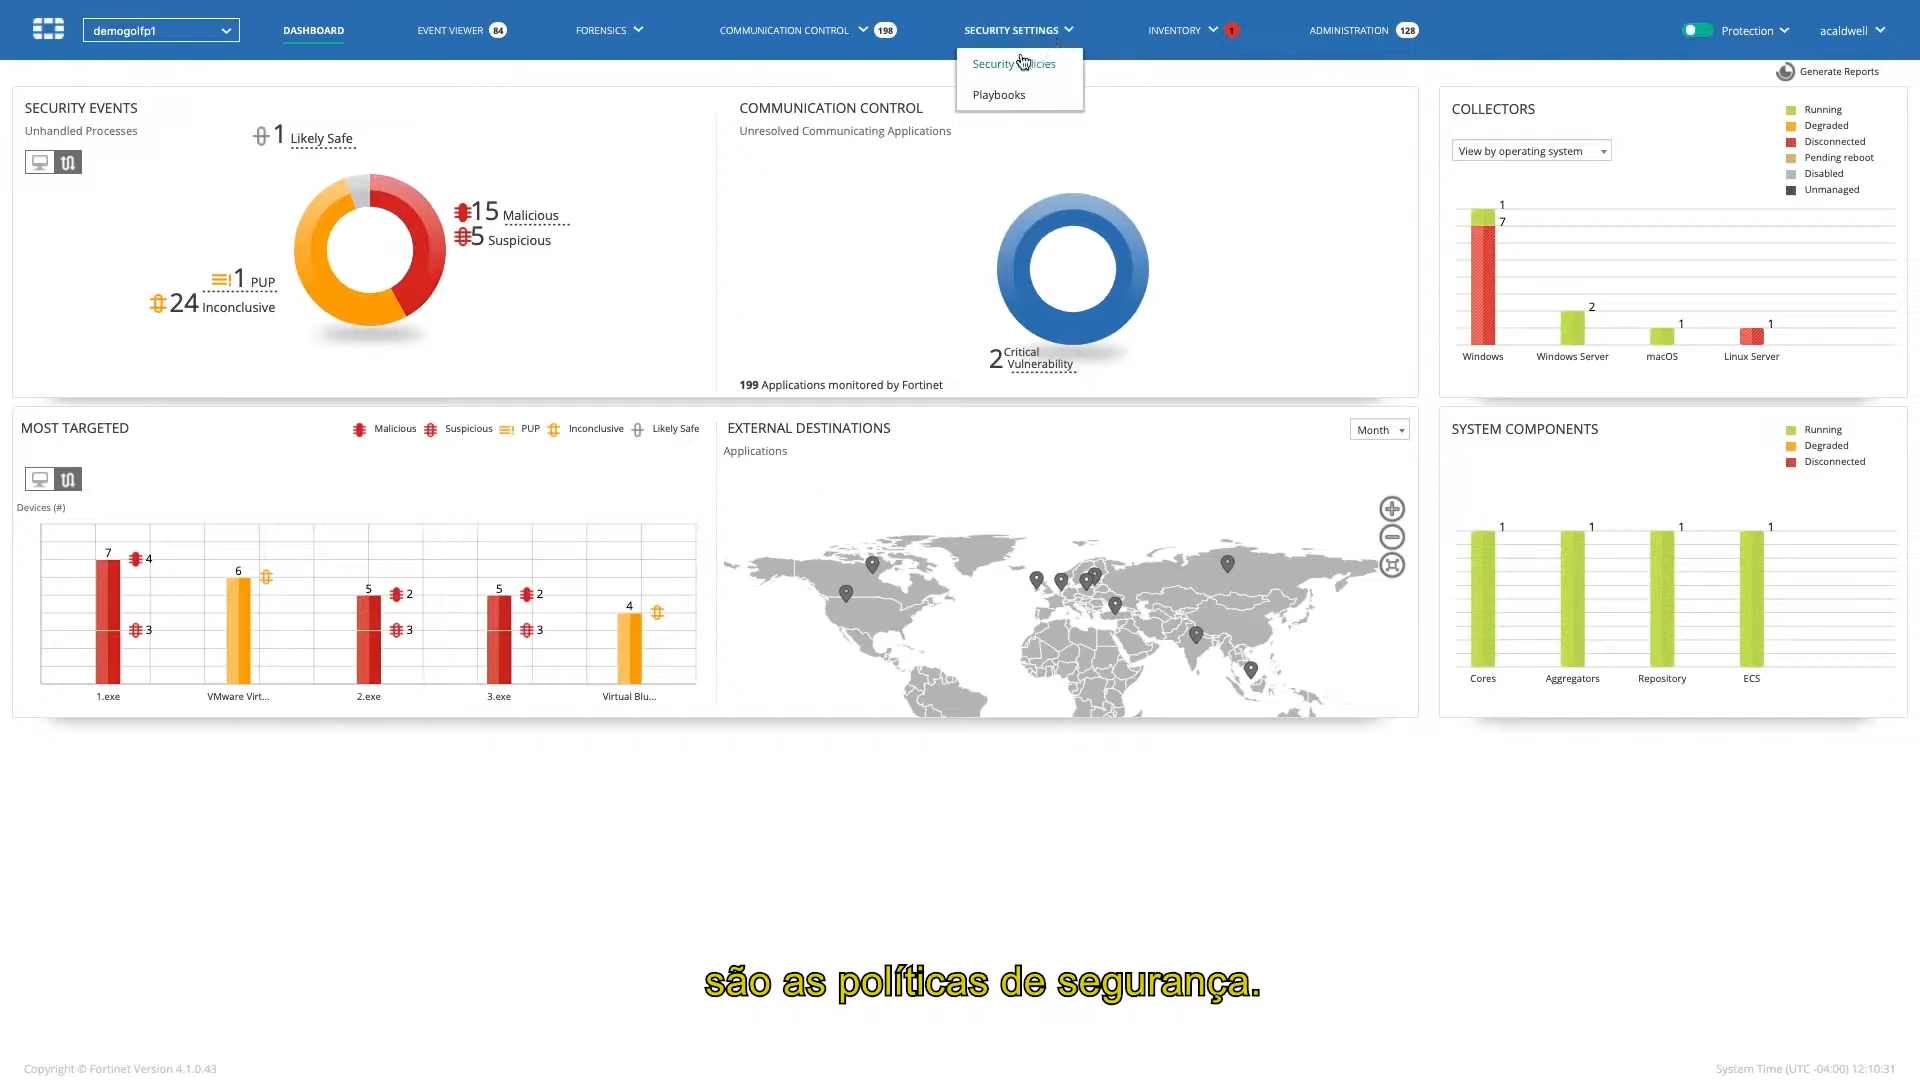 demogolfp1
DASHBOARD
EVENT VIEWER 84
FORENSICS
COMMUNICATION CONTROL 198
SECURITY SETTINGS
INVENTORY 1
ADMINISTRATION 128
Protection
acaldwell
Security Policies
Playbooks
Generate Reports
SECURITY EVENTS
Unhandled Processes
1 Likely Safe
15 Malicious
5 Suspicious
1 PUP
24 Inconclusive
COMMUNICATION CONTROL
Unresolved Communicating Applications
2 Critical
Vulnerability
199 Applications monitored by Fortinet
COLLECTORS
View by operating system
Running
Degraded
Disconnected
Pending reboot
Disabled
Unmanaged
1
7
2
1
1
Windows
Windows Server
macOS
Linux Server
MOST TARGETED
Malicious
Suspicious
PUP
Inconclusive
Likely Safe
Devices (#)
7
4
3
6
5
2
3
5
2
3
4
1.exe
VMware Virt...
2.exe
3.exe
Virtual Blu...
EXTERNAL DESTINATIONS
Applications
Month
SYSTEM COMPONENTS
Running
Degraded
Disconnected
1
1
1
1
Cores
Aggregators
Repository
ECS
são as políticas de segurança.
Copyright © Fortinet Version 4.1.0.43
System Time (UTC -04:00) 12:10:31